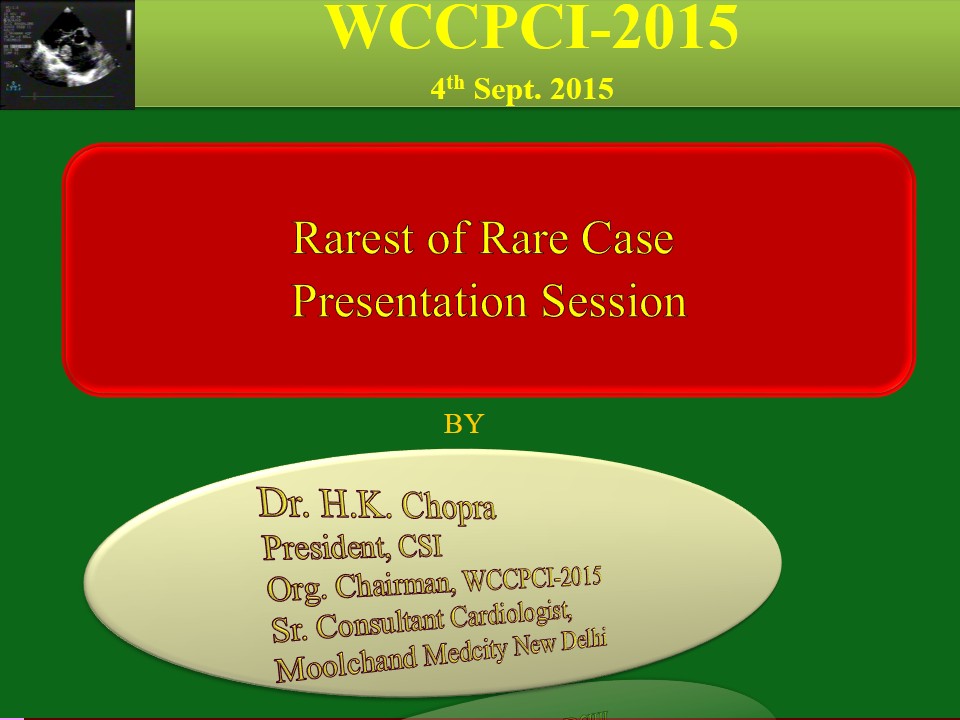 WCCPCI-2015
4th Sept. 2015
Rarest of Rare Case
Presentation Session
BY
Dr. H.K. Chopra
President, CSI
Org. Chairman, WCCPCI-2015
Sr. Consultant Cardiologist,
Moolchand Medcity New Delhi